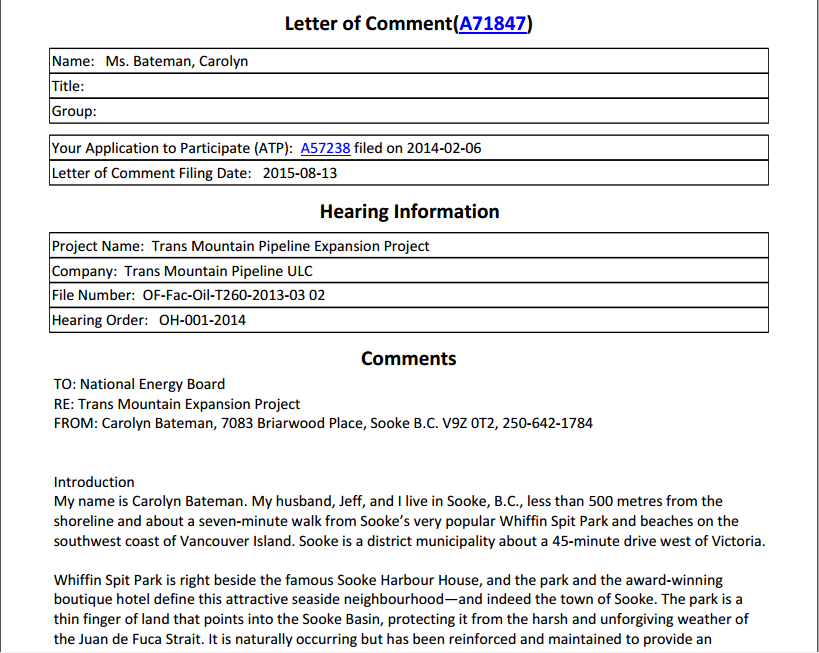 Letter of Comment(A71847)
Name: Ms. Bateman, Carolyn
Title:
Group:
Your Application to Participate (ATP): A57238 filed on 2014-02-06
Letter of Comment Filing Date: 2015-08-13
Hearing Information
Project Name: Trans Mountain Pipeline Expansion Project
Company: Trans Mountain Pipeline ULC
File Number: OF-Fac-Oil-T260-2013-03 02
Hearing Order: OH-001-2014
Comments
TO: National Energy Board
RE: Trans Mountain Expansion Project
FROM: Carolyn Bateman, 7083 Briarwood Place, Sooke B.C. V9Z 0T2, 250-642-1784
Introduction
My name is Carolyn Bateman. My husband, Jeff, and I live in Sooke, B.C., less than 500 metres from the
shoreline and about a seven-minute walk from Sooke’s very popular Whiffin Spit Park and beaches on the
southwest coast of Vancouver Island. Sooke is a district municipality about a 45-minute drive west of Victoria.
Whiffin Spit Park is right beside the famous Sooke Harbour House, and the park and the award-winning
boutique hotel define this attractive seaside neighbourhood—and indeed the town of Sooke. The park is a
thin finger of land that points into the Sooke Basin, protecting it from the harsh and unforgiving weather of
the Juan de Fuca Strait. It is naturally occurring but has been reinforced and maintained to provide an